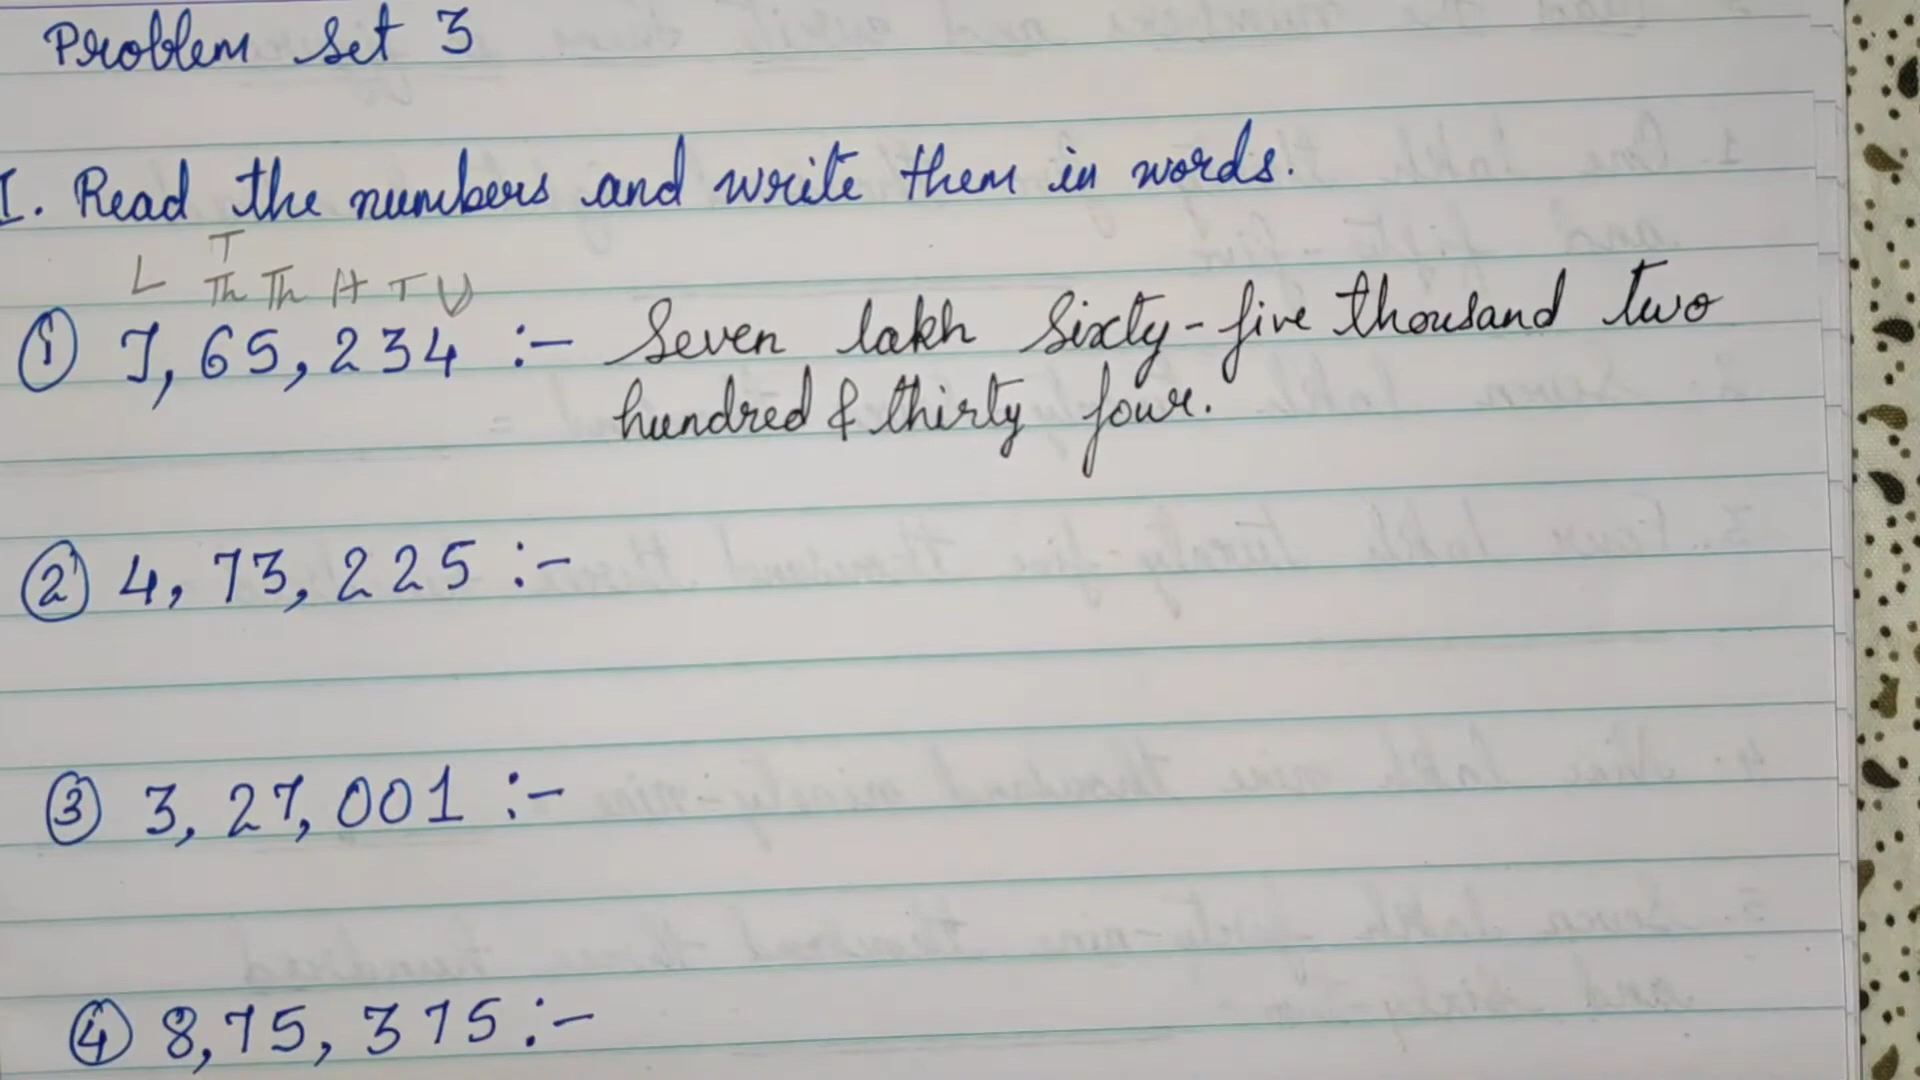 Problem Set 3
I. Read the numbers and write them in words.
T
L Th Th H T U
① 7,65,234 :- Seven lakh Sixty-five thousand two
hundred & thirty four.
② 4,73,225 :-
③ 3,27,001 :-
④ 8,75,375 :-